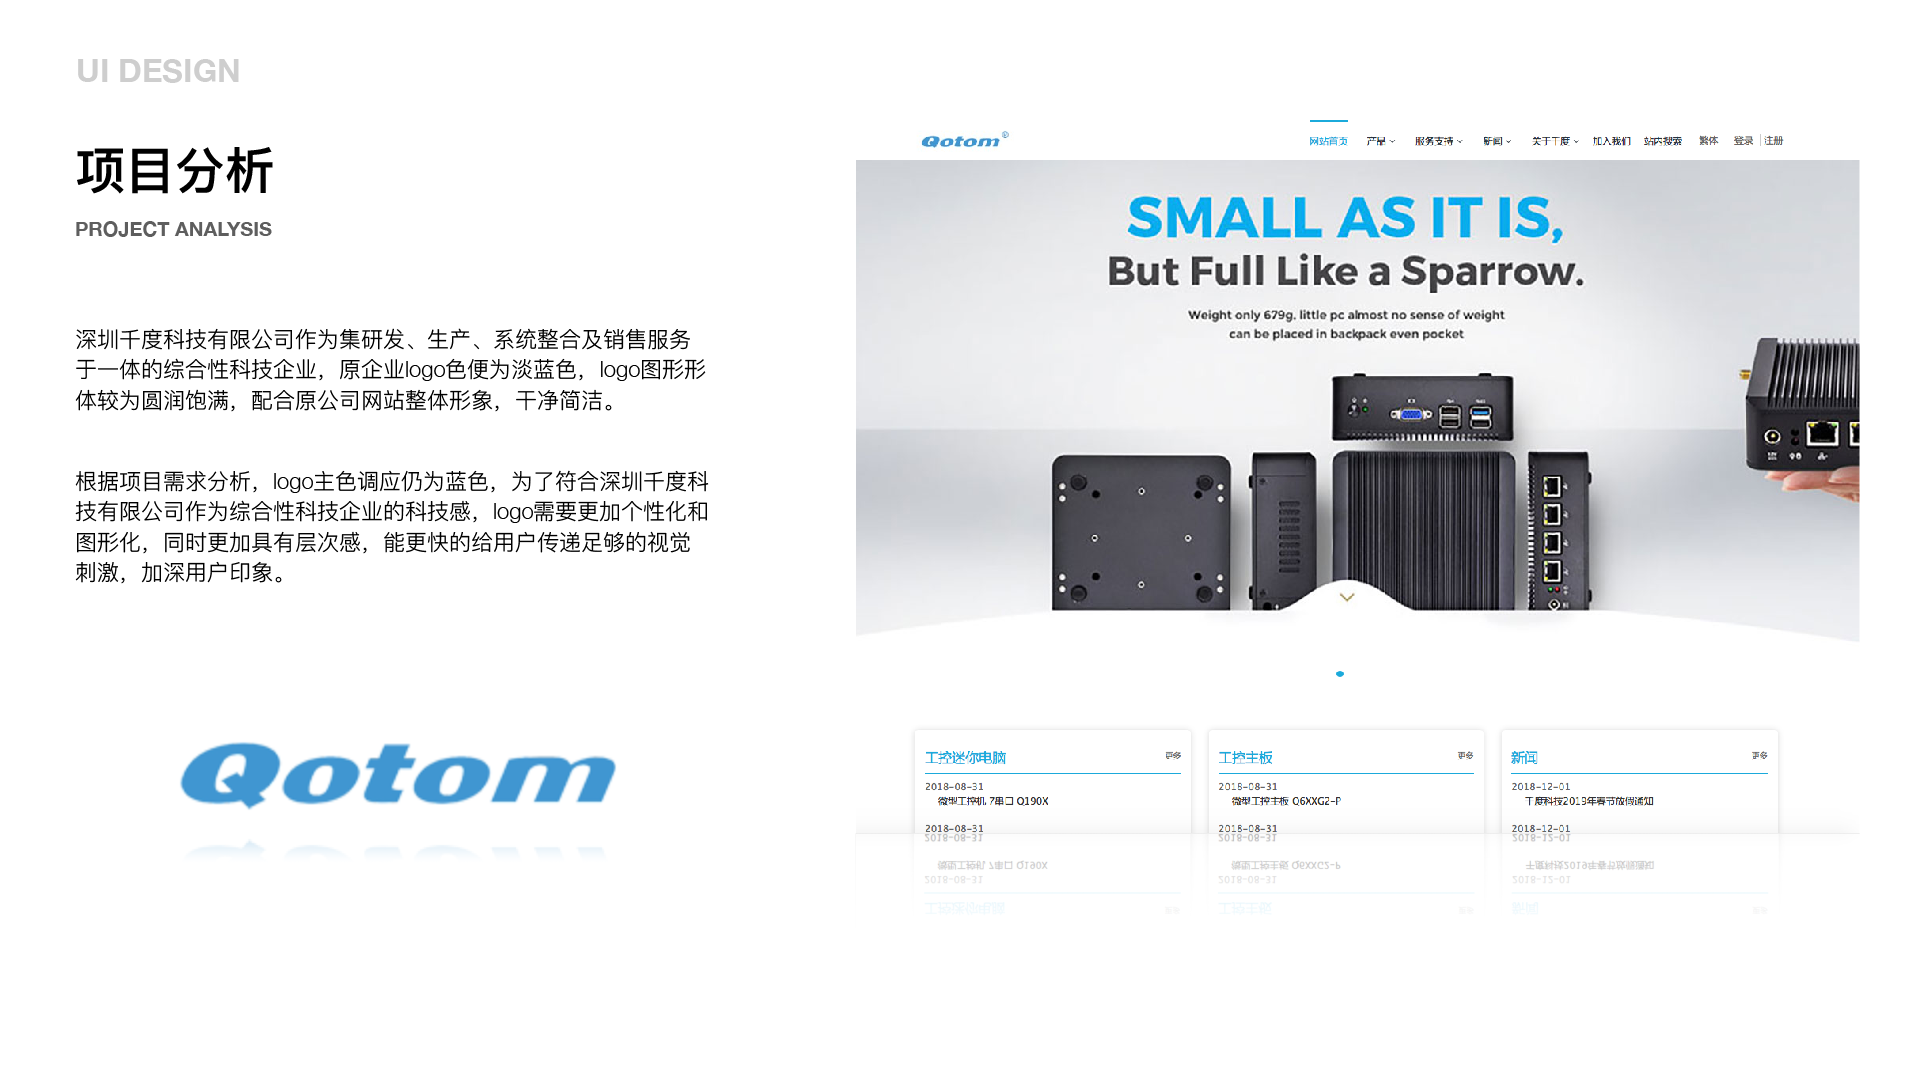 UI DESIGN
项目分析
PROJECT ANALYSIS
深圳千度科技有限公司作为集研发、生产、系统整合及销售服务
于一体的综合性科技企业，原企业logo色便为淡蓝色，logo图形形
体较为圆润饱满，配合原公司网站整体形象，干净简洁。
根据项目需求分析，logo主色调应仍为蓝色，为了符合深圳千度科
技有限公司作为综合性科技企业的科技感，logo需要更加个性化和
图形化，同时更加具有层次感，能更快的给用户传递足够的视觉
刺激，加深用户印象。
Qotom
Qotom®
网站首页 产品 服务支持 新闻 关于千度 加入我们 站内搜索 繁体 登录 注册
SMALL AS IT IS,
But Full Like a Sparrow.
Weight only 679g, little pc almost no sense of weight
can be placed in backpack even pocket
工控迷你电脑 更多
2018-08-31
微型工控机 7串口 Q190X
2018-08-31
工控主板 更多
2018-08-31
微型工控主板 Q6XXG2-P
2018-08-31
新闻 更多
2018-12-01
千度科技2019年春节放假通知
2018-12-01